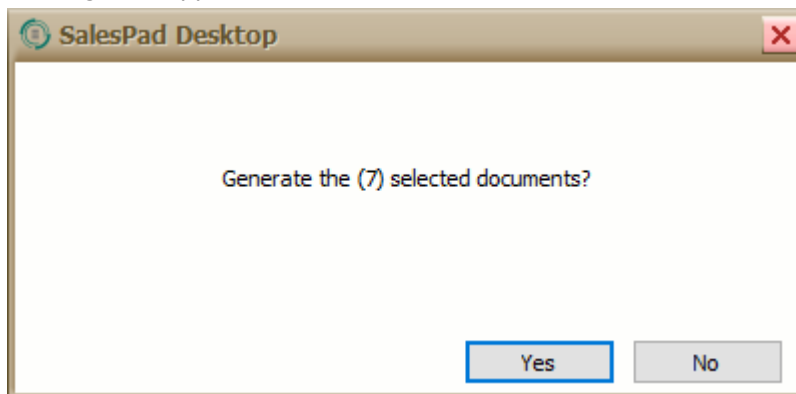 SalesPad Desktop
Generate the (7) selected documents?
Yes No